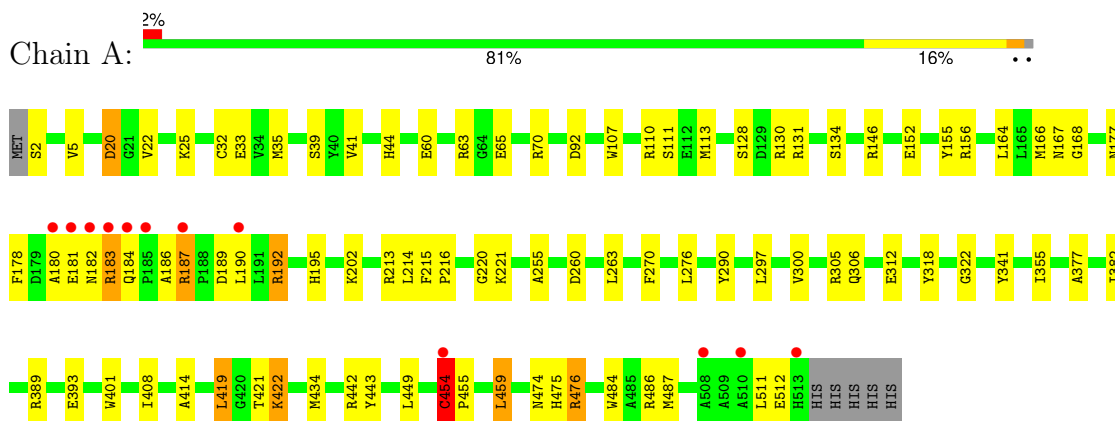 2%
Chain A:
81% 16% • •
MET S2 V5 D20 G21 V22 K25 C32 E33 V34 M35 S39 Y40 V41 H44 E60 R63 G64 E65 R70 D92 W107 R110 S111 E112 M113 S128 D129 R130 R131 S134 R146 E152 Y155 R156 L164 L165 M166 N167 G168 N177
F178 D179 A180 E181 N182 R183 Q184 P185 A186 R187 P188 D189 L190 L191 R192 H195 K202 R213 L214 F215 P216 G220 K221 A255 D260 L263 F270 L276 Y290 L297 V300 R305 Q306 E312 Y318 G322 Y341 I355 A377
R389 E393 W401 I408 A414 L419 G420 T421 K422 M434 R442 Y443 L449 C454 P455 L459 N474 H475 R476 W484 A485 R486 M487 A508 A509 A510 L511 E512 H513 HIS HIS HIS HIS HIS